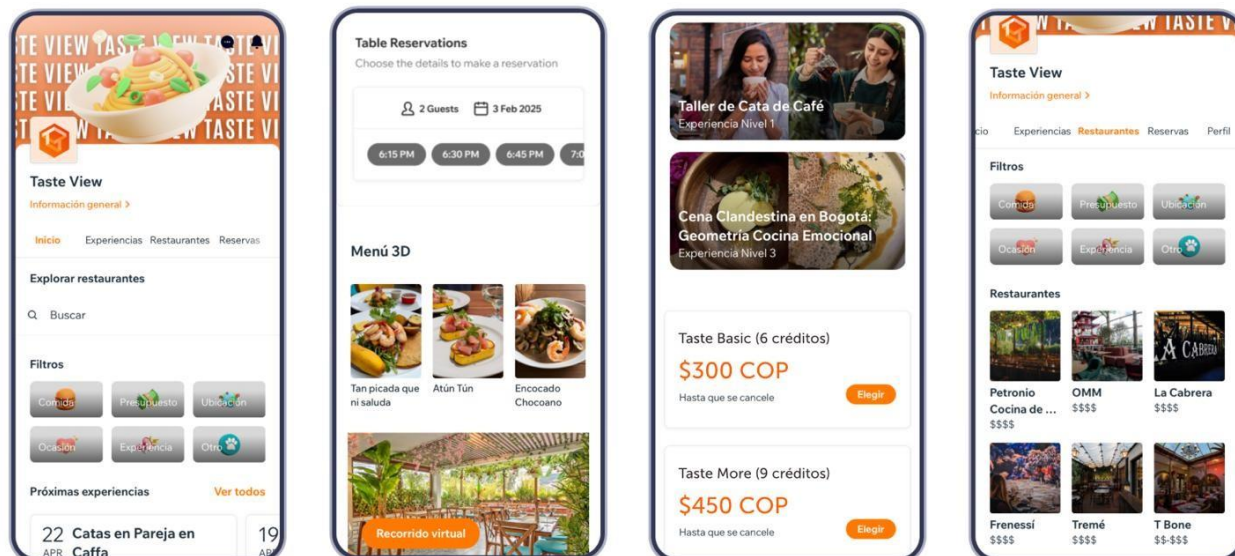 TE VIEW TASTE VIEW TASTE VI
Taste View
Información general >
Inicio Experiencias Restaurantes Reservas
Explorar restaurantes
Buscar
Filtros
Comida Presupuesto Ubicación
Ocasión Experiencia Otro
Próximas experiencias Ver todos
22 Catas en Pareja en
APR Caffa
19
Table Reservations
Choose the details to make a reservation
2 Guests 3 Feb 2025
6:15 PM 6:30 PM 6:45 PM 7:0
Menú 3D
Tan picada que
ni saluda
Atún Tún
Encocado
Chocoano
Recorrido virtual
Taller de Cata de Café
Experiencia Nivel 1
Cena Clandestina en Bogotá:
Geometría Cocina Emocional
Experiencia Nivel 3
Taste Basic (6 créditos)
$300 COP
Hasta que se cancele
Elegir
Taste More (9 créditos)
$450 COP
Hasta que se cancele
Elegir
Taste View
Información general >
cio Experiencias Restaurantes Reservas Perfil
Filtros
Comida Presupuesto Ubicación
Ocasión Experiencia Otro
Restaurantes
LA CABRERA
Petronio
Cocina de ...
$$$$
OMM
$$$$
La Cabrera
$$$$
Frenessí
$$$$
Tremé
$$$$
T Bone
$$-$$$